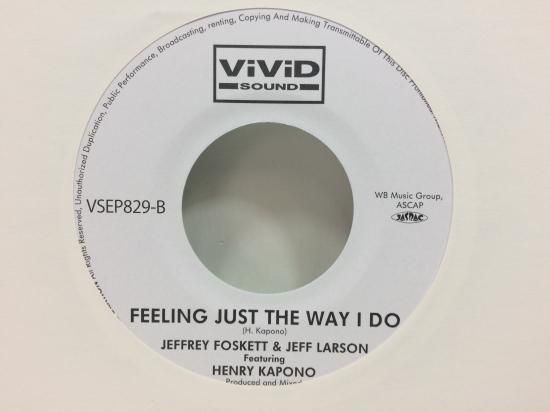 All Rights Reserved, Unauthorized Duplication, Public Performance, Broadcasting, renting, Copying And Making Transmittable Of This Disc
ViViD
SOUND
VSEP829-B
WB Music Group,
ASCAP
JASRAC
FEELING JUST THE WAY I DO
(H. Kapono)
JEFFREY FOSKETT & JEFF LARSON
Featuring
HENRY KAPONO
Produced and Mixed